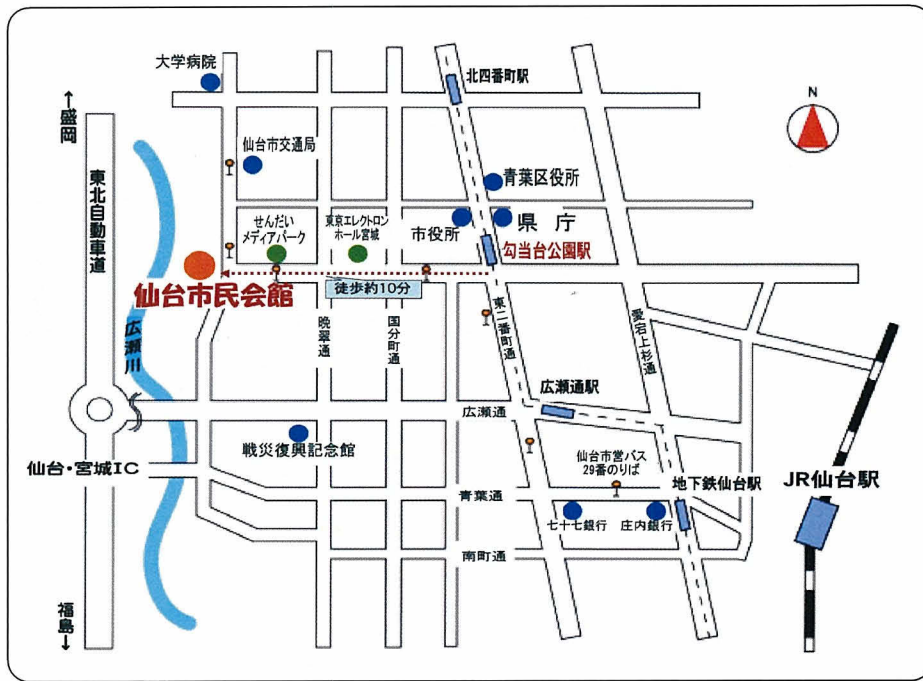 大学病院
北四番町駅
N
↑盛岡
東北自動車道
仙台市交通局
青葉区役所
せんだい
メディアパーク
東京エレクトロン
ホール宮城
市役所
県庁
勾当台公園駅
仙台市民会館
徒歩約10分
広瀬川
晩翠通
国分町通
東二番町通
愛宕上杉通
広瀬通駅
広瀬通
戦災復興記念館
仙台市営バス
29番のりば
仙台・宮城IC
地下鉄仙台駅
JR仙台駅
青葉通
七十七銀行
庄内銀行
南町通
福島↓